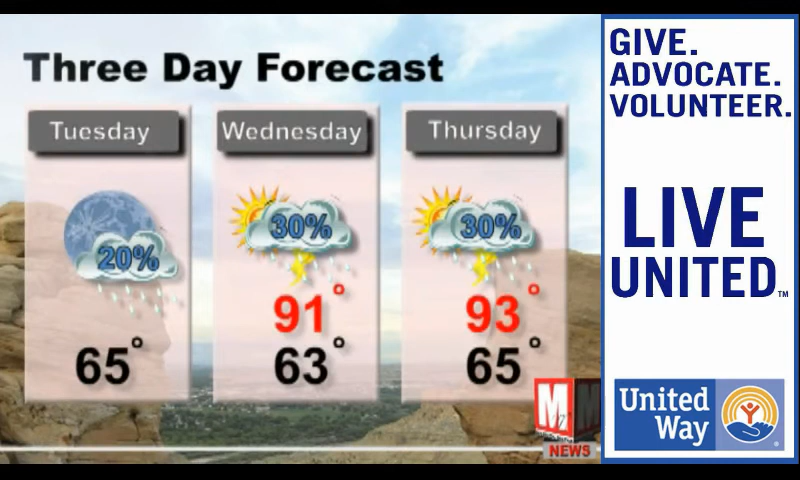 Three Day Forecast
Tuesday
20%
65°
Wednesday
30%
91°
63°
Thursday
30%
93°
65°
NEWS
GIVE.
ADVOCATE.
VOLUNTEER.
LIVE
UNITED™
United
Way